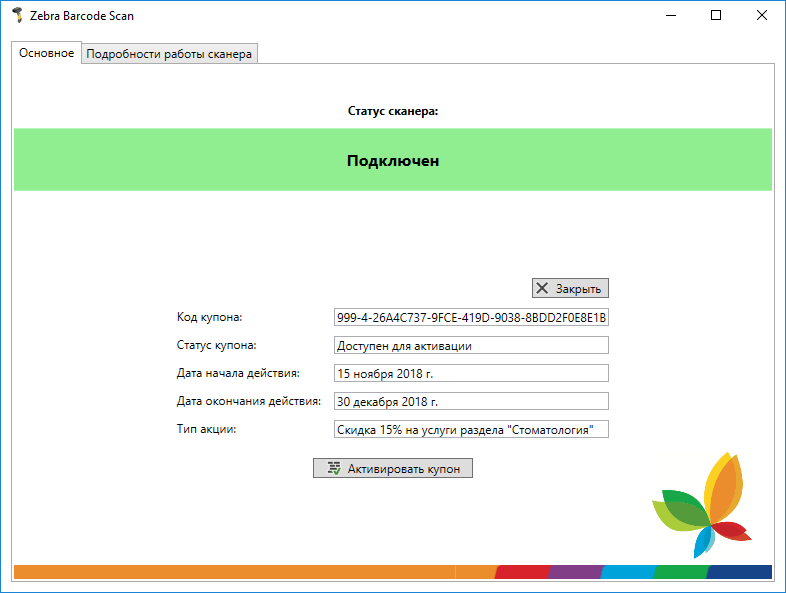 Zebra Barcode Scan
Основное
Подробности работы сканера
Статус сканера:
Подключен
Закрыть
Код купона:
999-4-26A4C737-9FCE-419D-9038-8BDD2F0E8E1B
Статус купона:
Доступен для активации
Дата начала действия:
15 ноября 2018 г.
Дата окончания действия:
30 декабря 2018 г.
Тип акции:
Скидка 15% на услуги раздела "Стоматология"
Активировать купон